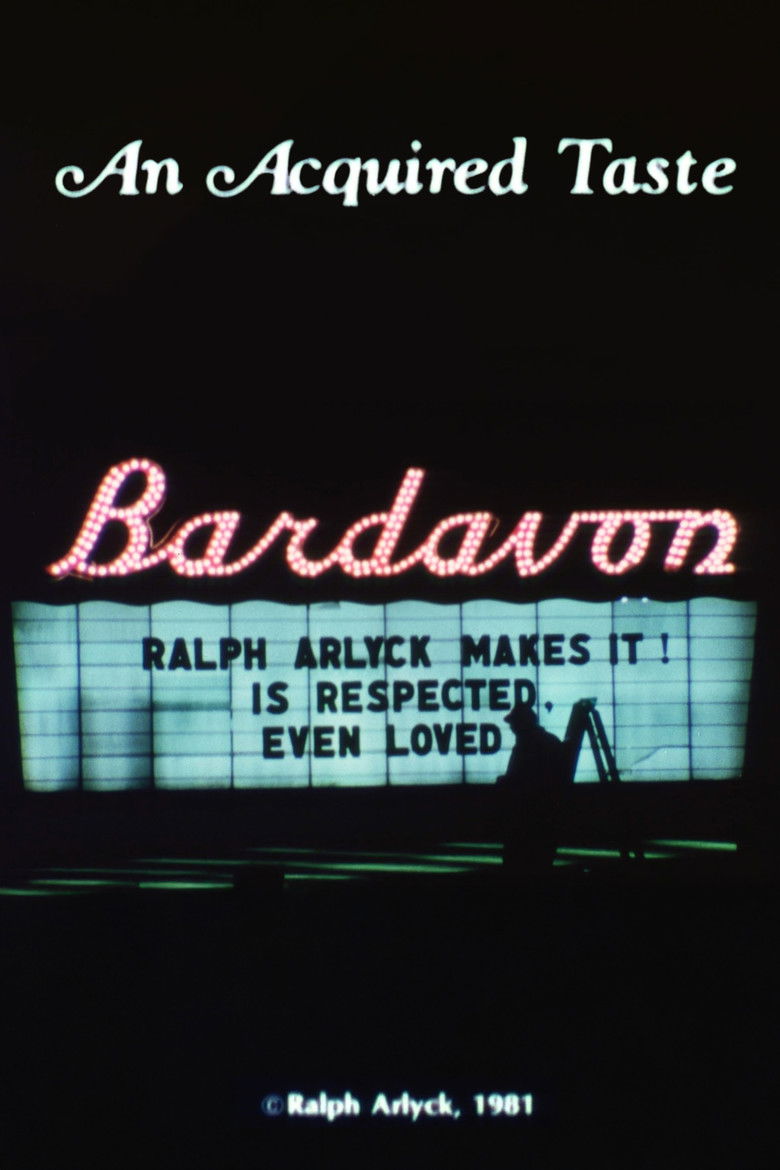 An Acquired Taste
Bardavon
RALPH ARLYCK MAKES IT!
IS RESPECTED,
EVEN LOVED
©Ralph Arlyck, 1981